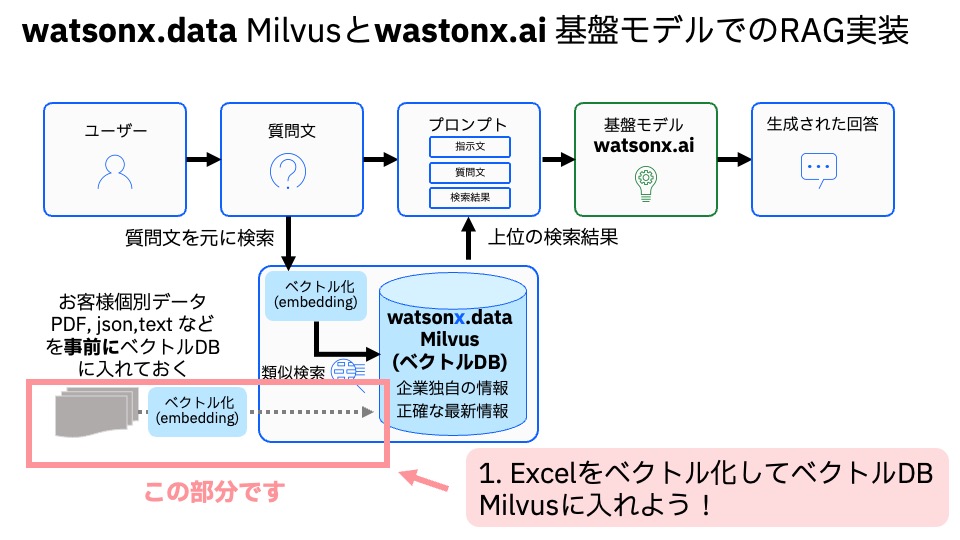 watsonx.data Milvusとwastonx.ai 基盤モデルでのRAG実装
ユーザー
質問文
プロンプト
指示文
質問文
検索結果
基盤モデル
watsonx.ai
生成された回答
質問文を元に検索
上位の検索結果
ベクトル化
(embedding)
watsonx.data
Milvus
(ベクトルDB)
企業独自の情報
正確な最新情報
類似検索
お客様個別データ
PDF, json,text など
を事前にベクトルDB
に入れておく
ベクトル化
(embedding)
この部分です
1. Excelをベクトル化してベクトルDB
Milvusに入れよう！